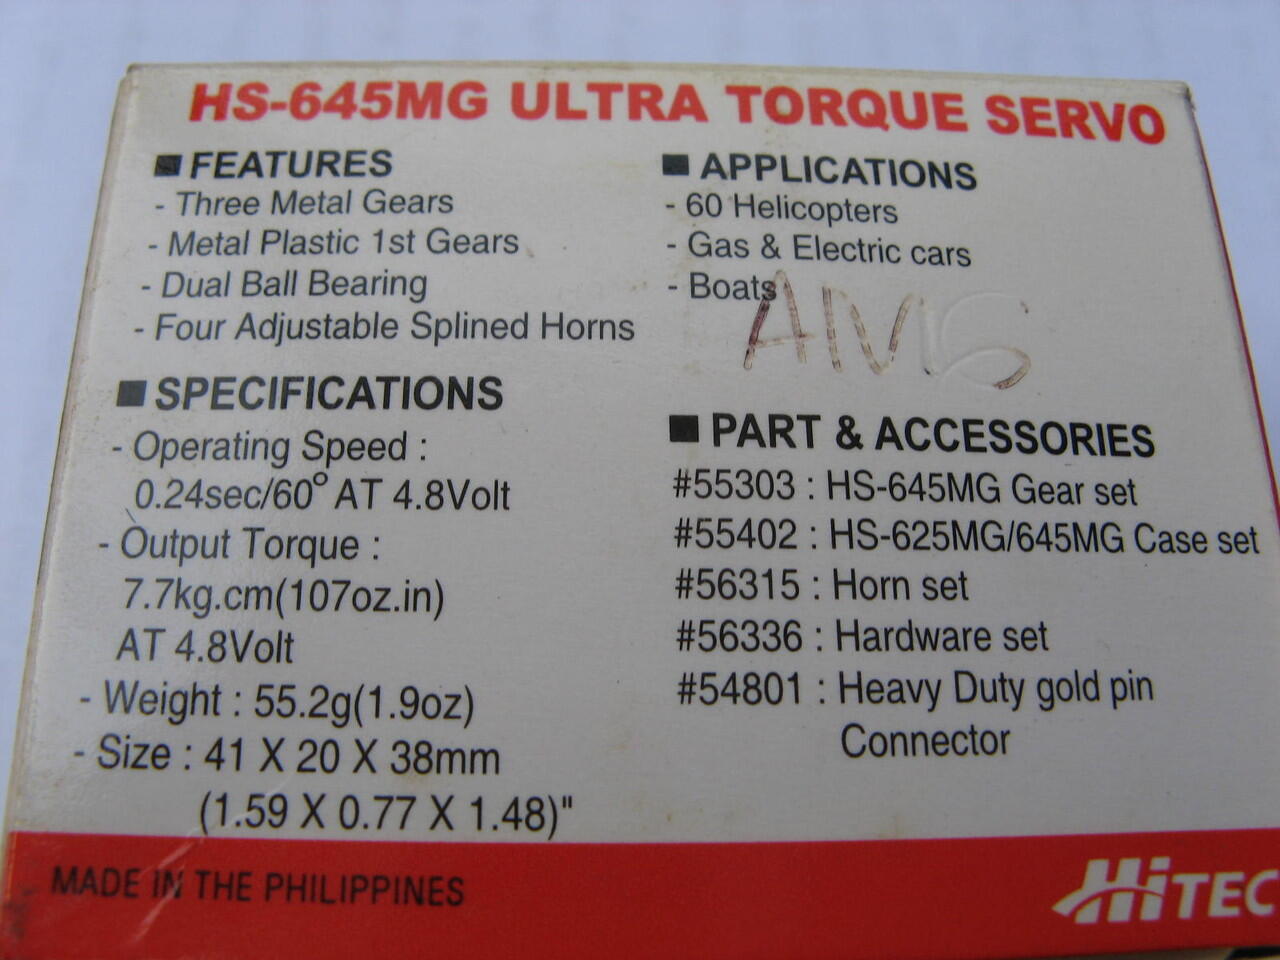 HS-645MG ULTRA TORQUE SERVO
■ FEATURES
- Three Metal Gears
- Metal Plastic 1st Gears
- Dual Ball Bearing
- Four Adjustable Splined Horns
■ SPECIFICATIONS
- Operating Speed :
0.24sec/60° AT 4.8Volt
- Output Torque :
7.7kg.cm(107oz.in)
AT 4.8Volt
- Weight : 55.2g(1.9oz)
- Size : 41 X 20 X 38mm
(1.59 X 0.77 X 1.48)"
■ APPLICATIONS
- 60 Helicopters
- Gas & Electric cars
- Boats
■ PART & ACCESSORIES
#55303 : HS-645MG Gear set
#55402 : HS-625MG/645MG Case set
#56315 : Horn set
#56336 : Hardware set
#54801 : Heavy Duty gold pin
Connector
MADE IN THE PHILIPPINES
HiTEC